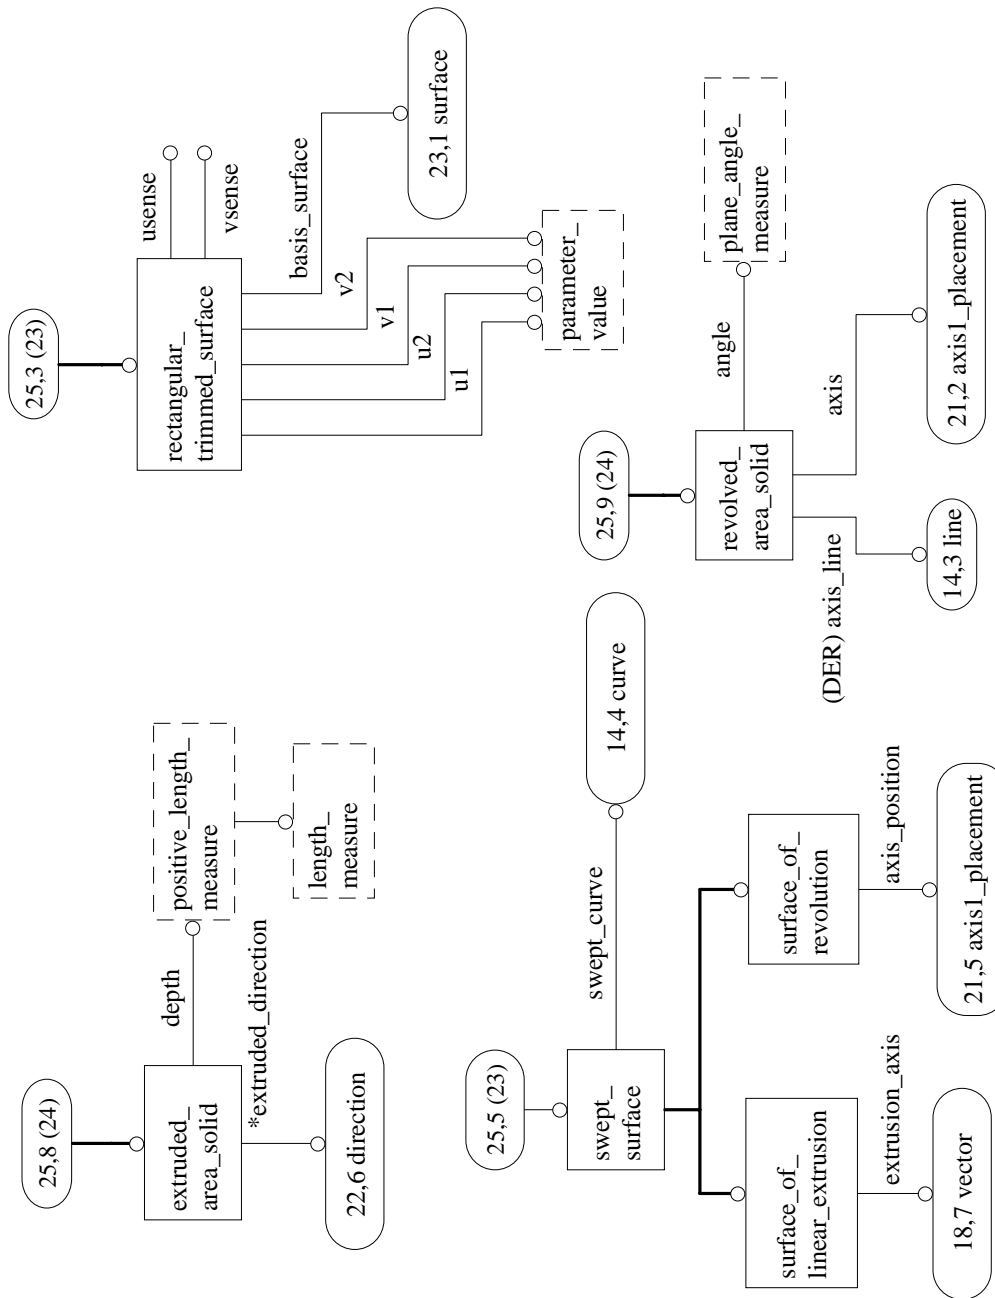 25,8 (24)
extruded_
area_solid
depth
positive_length_
measure
length_
measure
*extruded_direction
22,6 direction
25,3 (23)
rectangular_
trimmed_surface
usense
vsense
basis_surface
23,1 surface
v2
v1
u2
u1
parameter_
value
25,5 (23)
swept_
surface
swept_curve
14,4 curve
surface_of_
linear_extrusion
extrusion_axis
18,7 vector
surface_of_
revolution
axis_position
21,5 axis1_placement
25,9 (24)
revolved_
area_solid
angle
plane_angle_
measure
(DER) axis_line
14,3 line
axis
21,2 axis1_placement